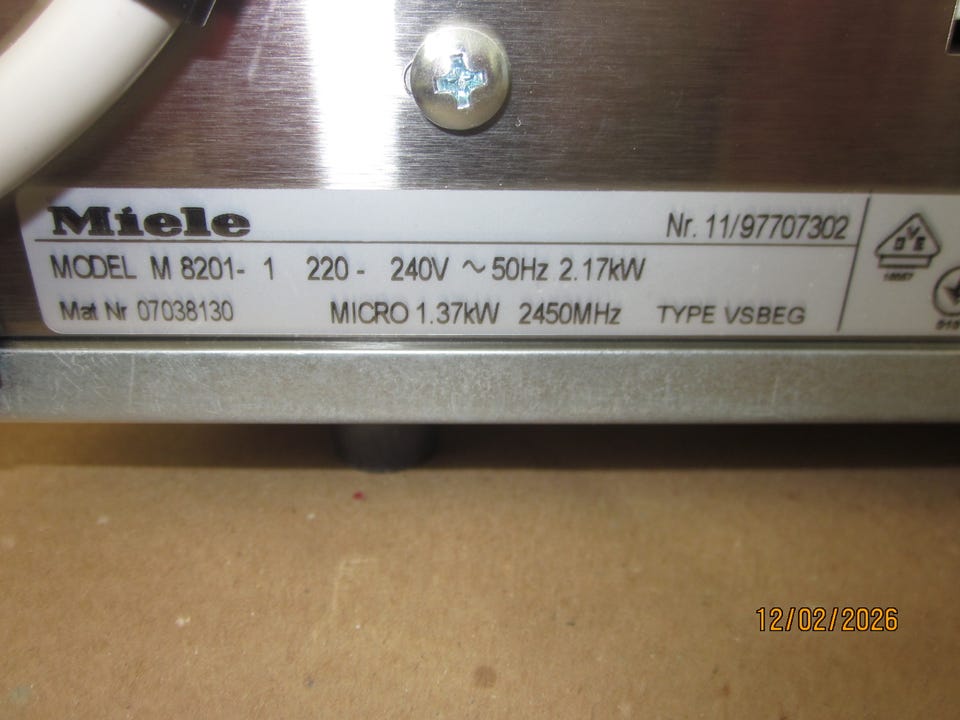 Miele Nr. 11/97707302
MODEL M 8201- 1 220 - 240V ~ 50Hz 2.17kW
Mat Nr 07038130 MICRO 1.37kW 2450MHz TYPE VSBEG
12/02/2026